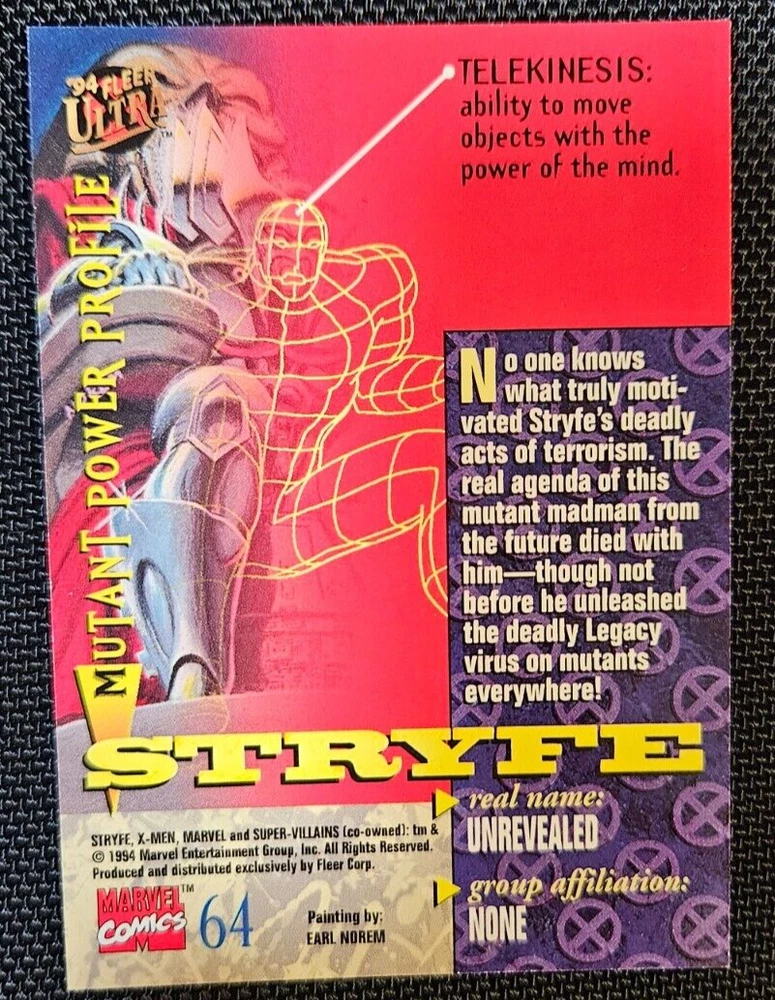 '94 FLEER
ULTRA
MUTANT POWER PROFiLE
TELEKINESIS:
ability to move
objects with the
power of the mind.
No one knows
what truly moti-
vated Stryfe's deadly
acts of terrorism. The
real agenda of this
mutant madman from
the future died with
him—though not
before he unleashed
the deadly Legacy
virus on mutants
everywhere!
STRYFE
real name:
UNREVEALED
group affiliation:
NONE
STRYFE, X-MEN, MARVEL and SUPER-VILLAINS (co-owned): tm &
© 1994 Marvel Entertainment Group, Inc. All Rights Reserved.
Produced and distributed exclusively by Fleer Corp.
MARVEL™
COMICS
M
64
Painting by:
EARL NOREM